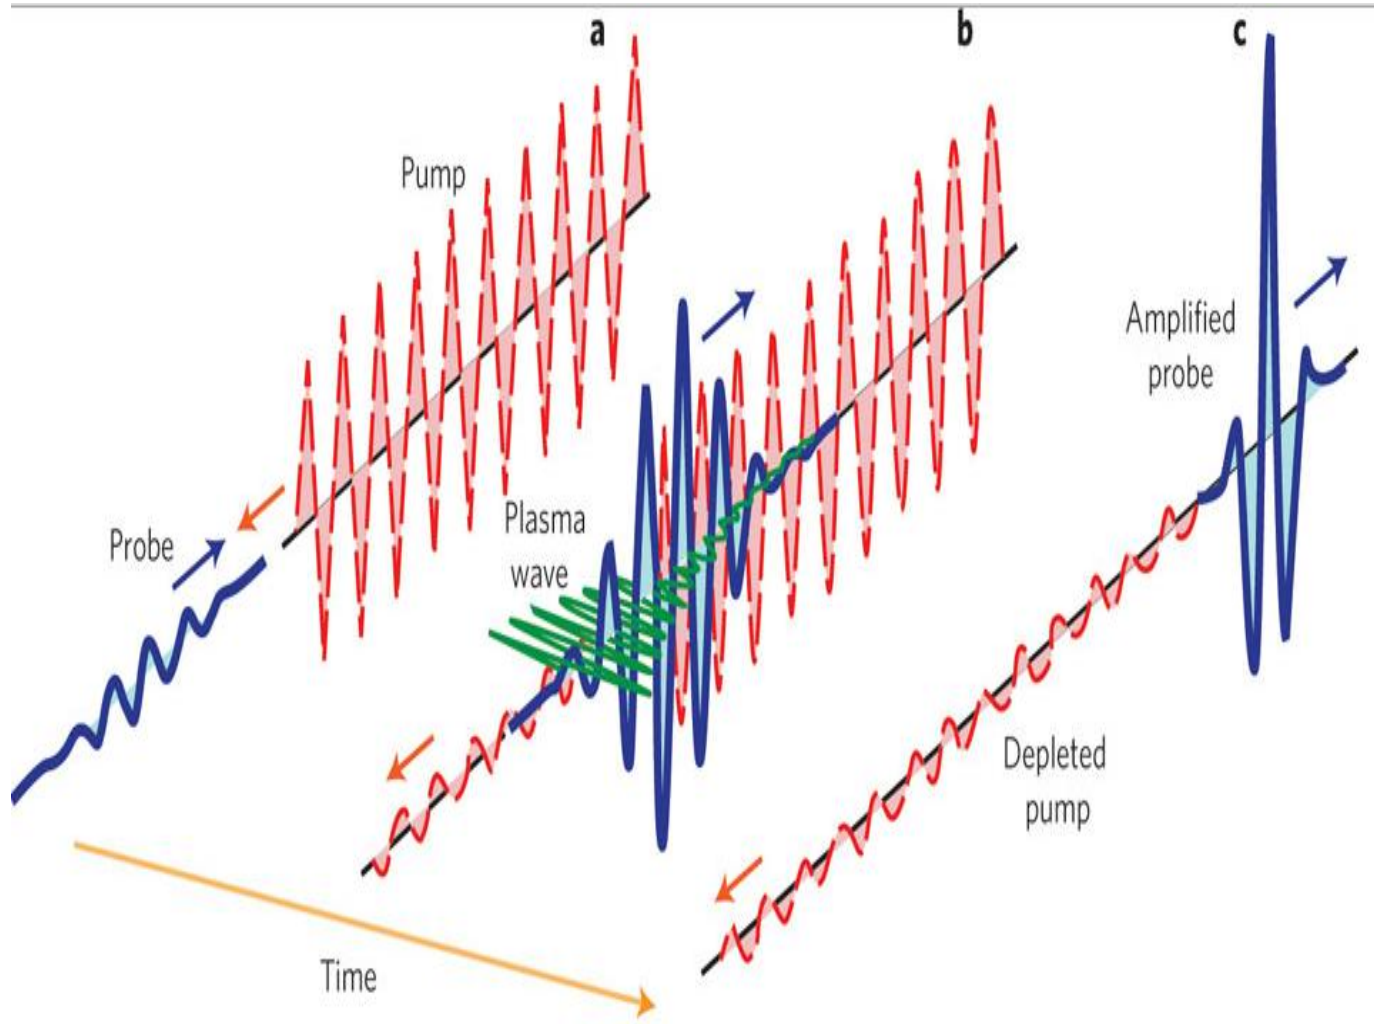 a
b
c
Pump
Probe
Plasma
wave
Amplified
probe
Depleted
pump
Time